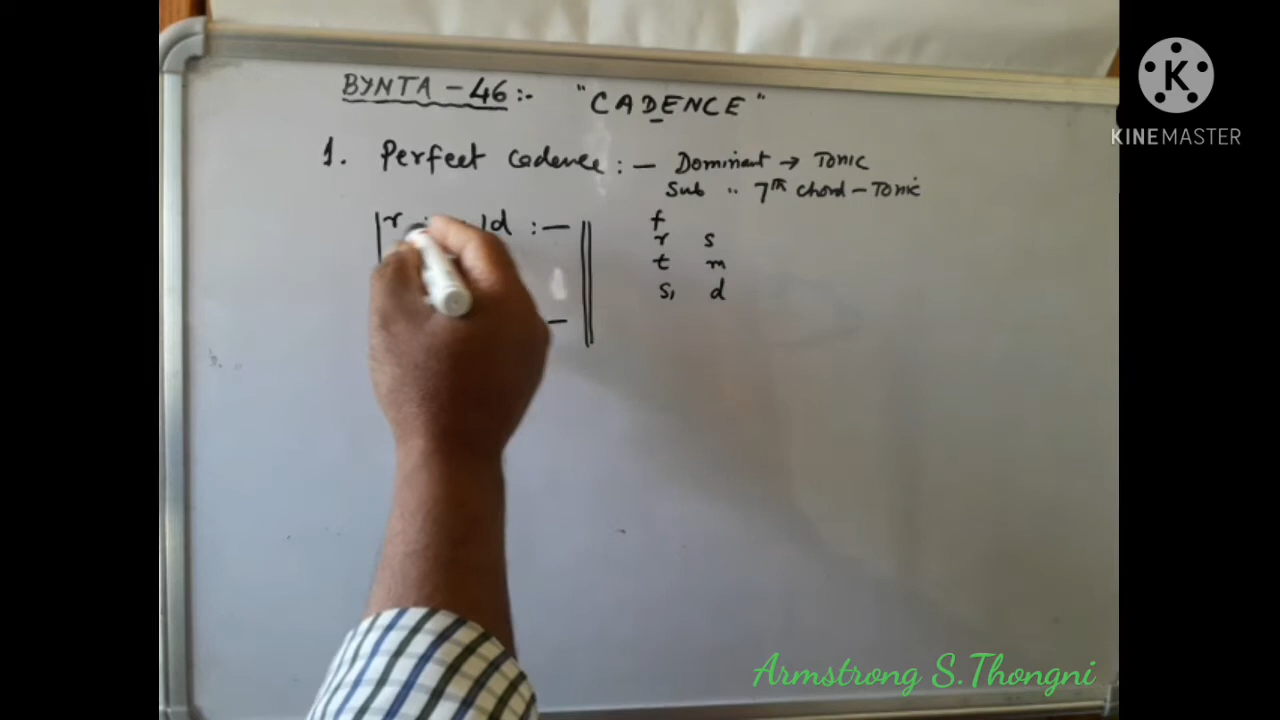 BYNTA - 46 :- "CADENCE"
1. Perfect Cadence : — Dominant → Tonic
Sub " 7th chord - Tonic
r d : —
f
r s
t m
s, d
—
KINEMASTER
Armstrong S.Thongni